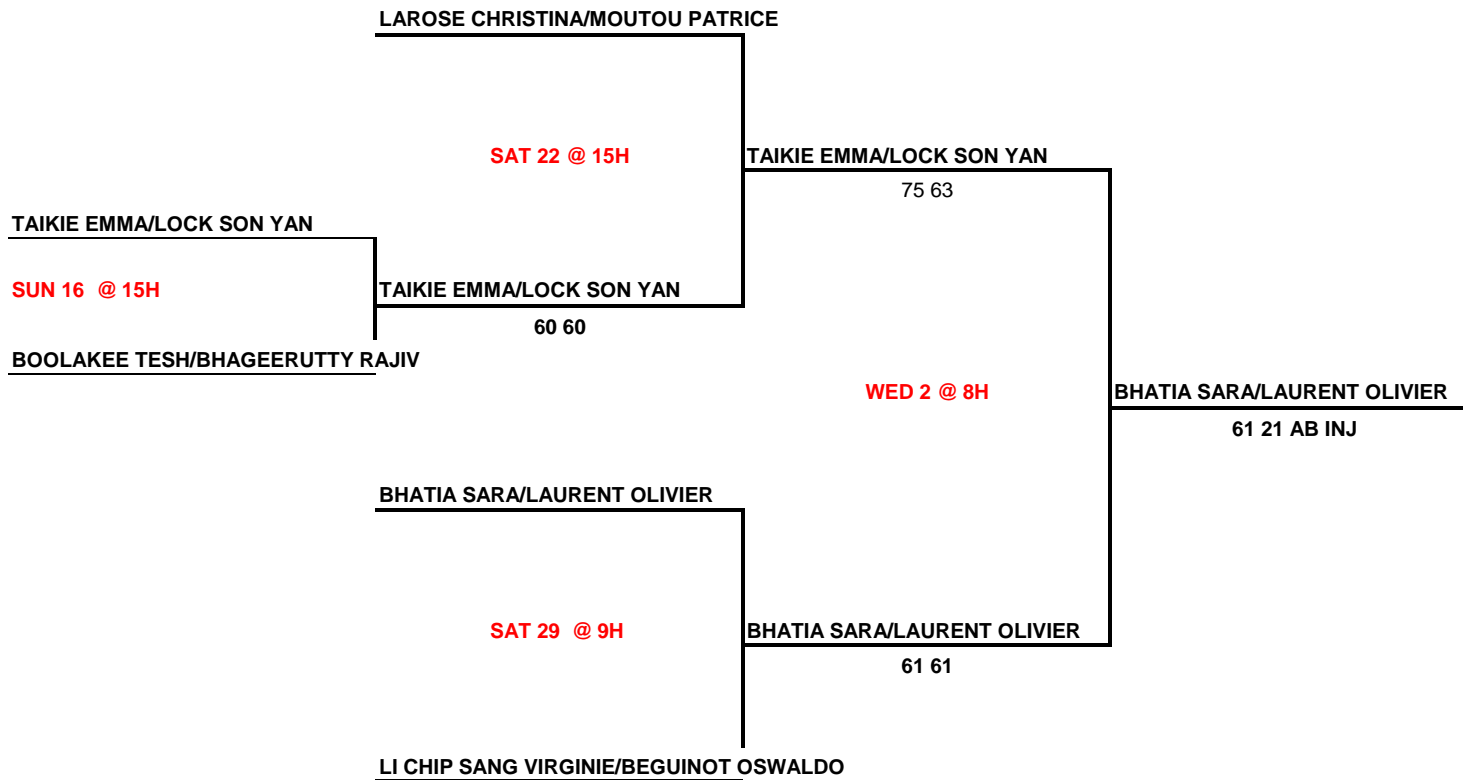 LAROSE CHRISTINA/MOUTOU PATRICE
SAT 22 @ 15H
TAIKIE EMMA/LOCK SON YAN
75 63
TAIKIE EMMA/LOCK SON YAN
SUN 16 @ 15H
TAIKIE EMMA/LOCK SON YAN
60 60
BOOLAKEE TESH/BHAGEERUTTY RAJIV
WED 2 @ 8H
BHATIA SARA/LAURENT OLIVIER
61 21 AB INJ
BHATIA SARA/LAURENT OLIVIER
SAT 29 @ 9H
BHATIA SARA/LAURENT OLIVIER
61 61
LI CHIP SANG VIRGINIE/BEGUINOT OSWALDO